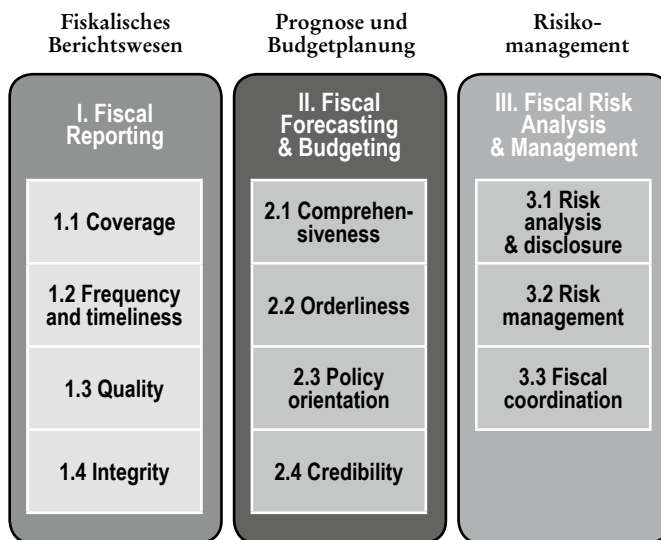 Fiskalisches
Berichtswesen
Prognose und
Budgetplanung
Risiko-
management
I. Fiscal
Reporting
1.1 Coverage
1.2 Frequency
and timeliness
1.3 Quality
1.4 Integrity
II. Fiscal
Forecasting
& Budgeting
2.1 Comprehen-
siveness
2.2 Orderliness
2.3 Policy
orientation
2.4 Credibility
III. Fiscal Risk
Analysis
& Management
3.1 Risk
analysis
& disclosure
3.2 Risk
management
3.3 Fiscal
coordination